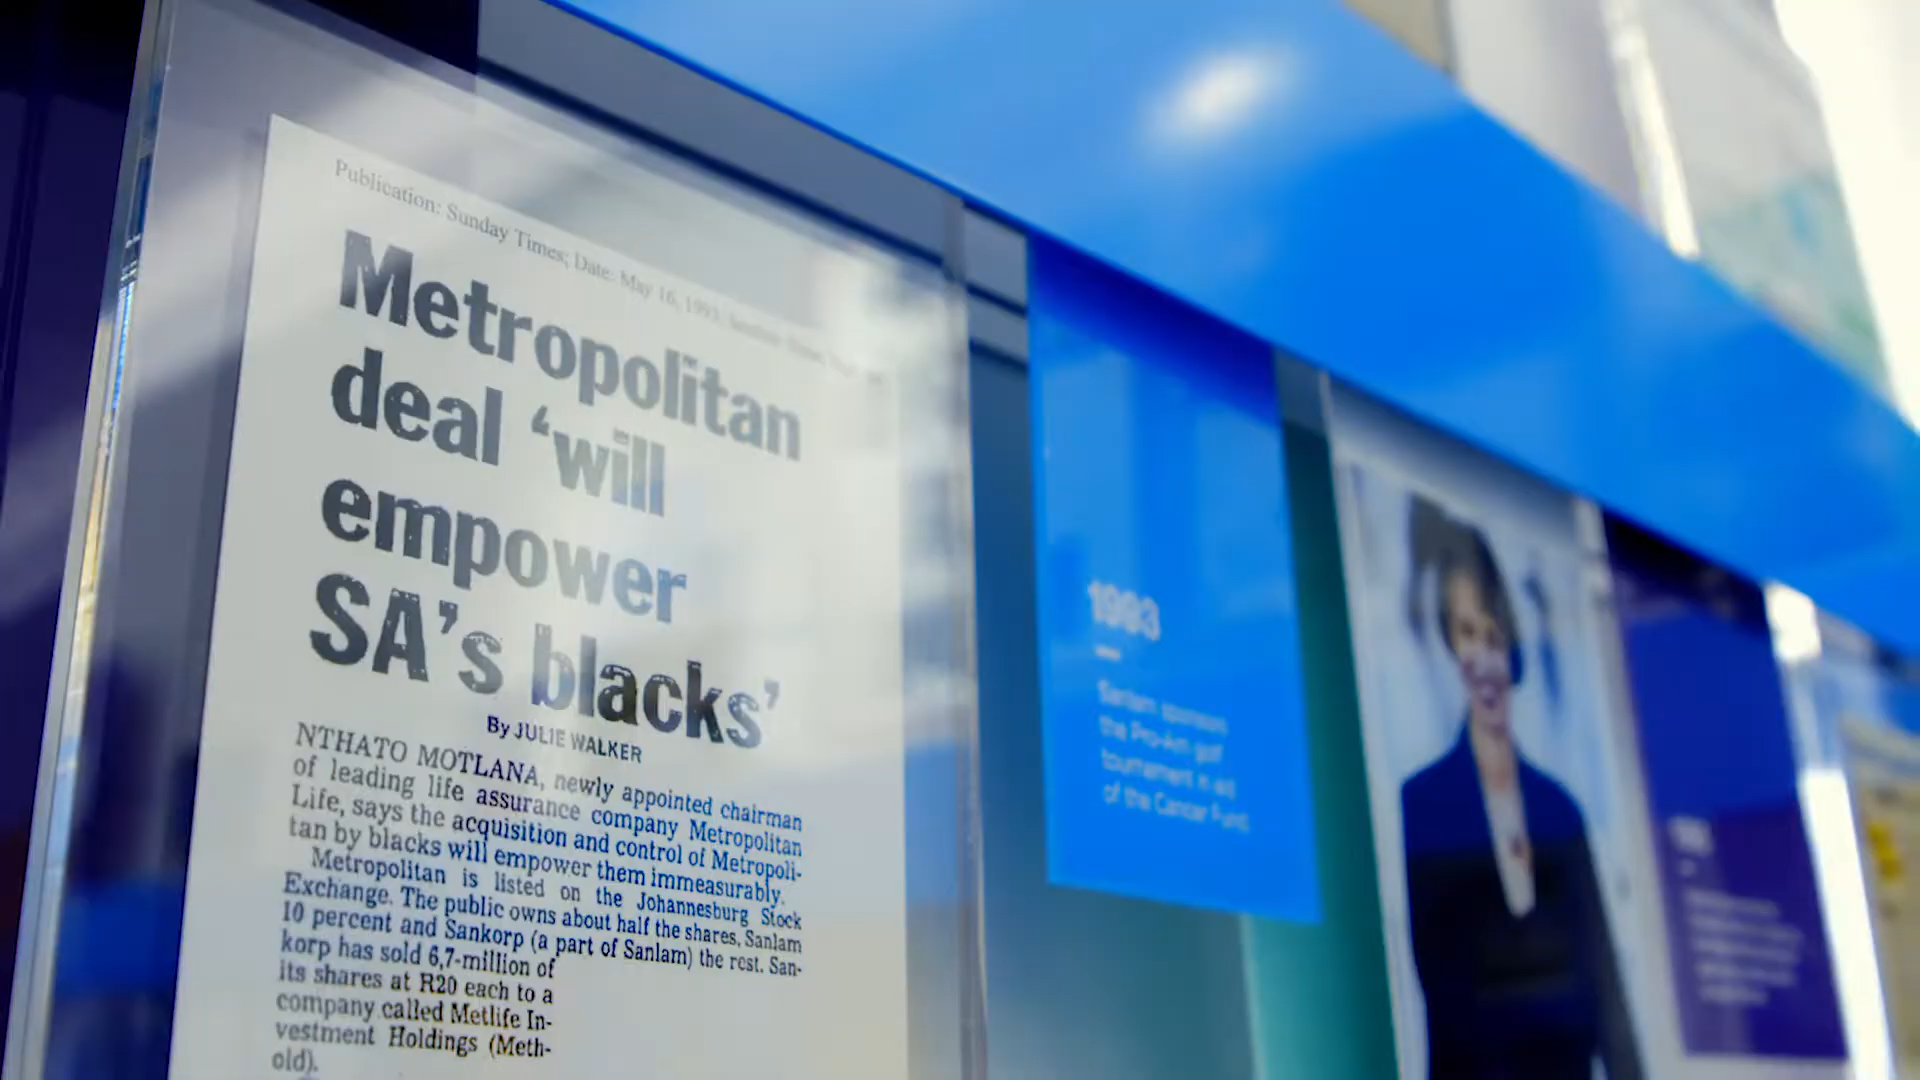 Publication: Sunday Times; Date: May 16, 1993
Metropolitan
deal ‘will
empower
SA’s blacks’
By JULIE WALKER
NTHATO MOTLANA, newly appointed chairman
of leading life assurance company Metropolitan
Life, says the acquisition and control of Metropoli-
tan by blacks will empower them immeasurably.
Metropolitan is listed on the Johannesburg Stock
Exchange. The public owns about half the shares, Sanlam
10 percent and Sankorp (a part of Sanlam) the rest. San-
korp has sold 6,7-million of
its shares at R20 each to a
company called Metlife In-
vestment Holdings (Meth-
old).
1993
Sanlam sponsors
the Pro-Am golf
tournament in aid
of the Cancer Fund.